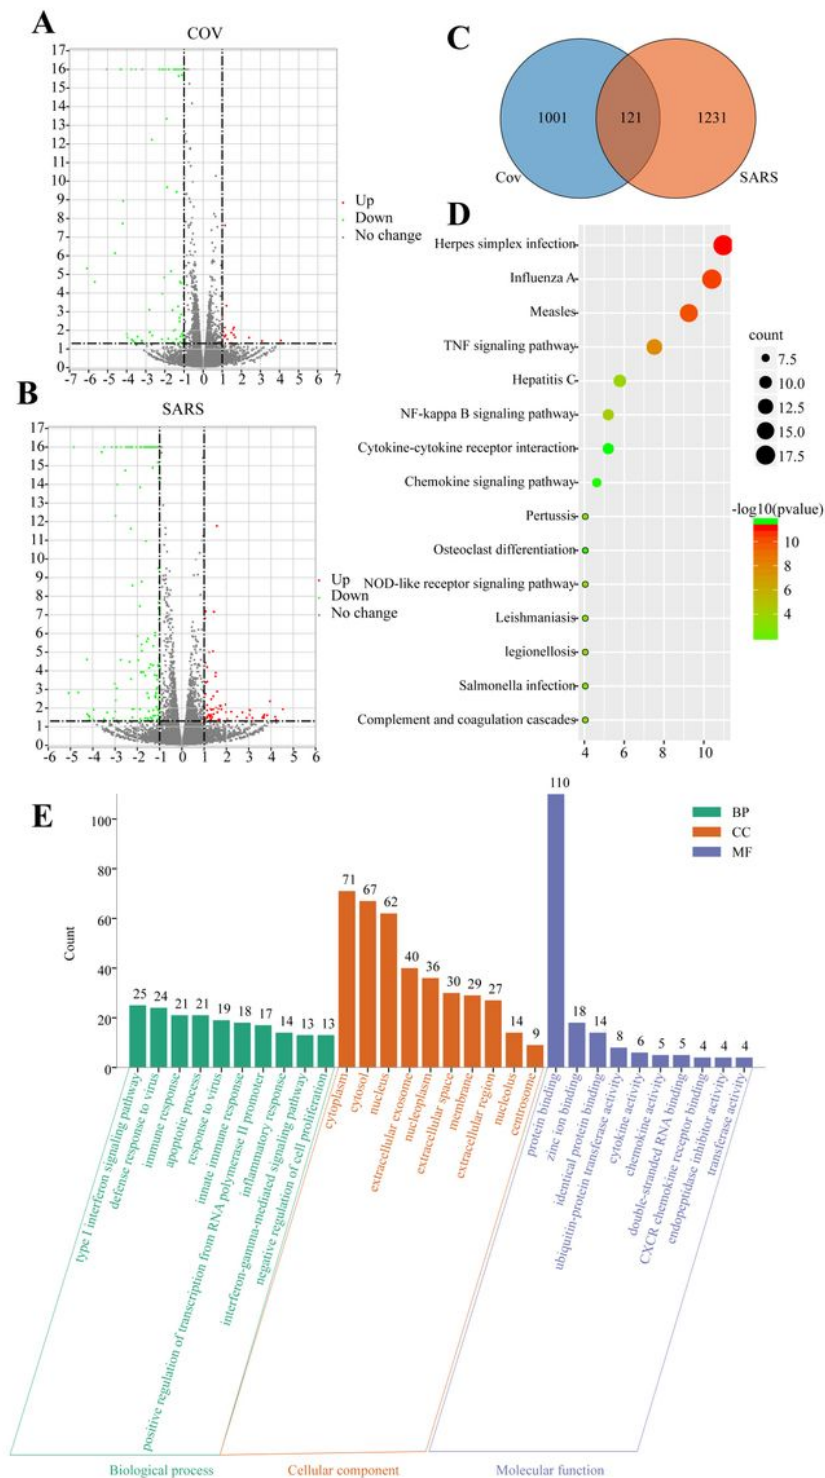 A
COV
17
16
15
14
13
12
11
10
9
8
7
6
5
4
3
2
1
0
-7 -6 -5 -4 -3 -2 -1 0 1 2 3 4 5 6 7
Up
Down
No change
B
SARS
17
16
15
14
13
12
11
10
9
8
7
6
5
4
3
2
1
0
-6 -5 -4 -3 -2 -1 0 1 2 3 4 5 6
Up
Down
No change
C
1001 121 1231
Cov SARS
D
Herpes simplex infection
Influenza A
Measles
TNF signaling pathway
Hepatitis C
NF-kappa B signaling pathway
Cytokine-cytokine receptor interaction
Chemokine signaling pathway
Pertussis
Osteoclast differentiation
NOD-like receptor signaling pathway
Leishmaniasis
legionellosis
Salmonella infection
Complement and coagulation cascades
4 6 8 10
count
7.5
10.0
12.5
15.0
17.5
-log10(pvalue)
10
8
6
4
E
Count
100
80
60
40
20
0
25 24 21 21 19 18 17 14 13 13 71 67 62 40 36 30 29 27 14 9 110 18 14 8 6 5 5 4 4 4
BP
CC
MF
type I interferon signaling pathway
defense response to virus
immune response
apoptotic process
response to virus
innate immune response
positive regulation of transcription from RNA polymerase II promoter
inflammatory response
interferon-gamma-mediated signaling pathway
negative regulation of cell proliferation
cytoplasm
cytosol
nucleus
extracellular exosome
nucleoplasm
extracellular space
membrane
extracellular region
nucleolus
centrosome
protein binding
zinc ion binding
identical protein binding
ubiquitin-protein transferase activity
cytokine activity
chemokine activity
double-stranded RNA binding
CXCR chemokine receptor binding
endopeptidase inhibitor activity
transferase activity
Biological process Cellular component Molecular function